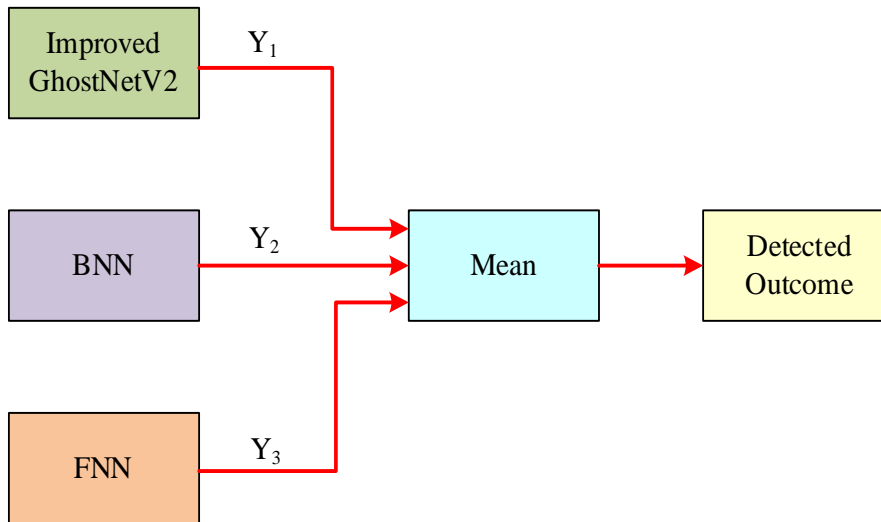 Improved
GhostNetV2
Y₁
BNN
Y₂
Mean
Detected
Outcome
FNN
Y₃